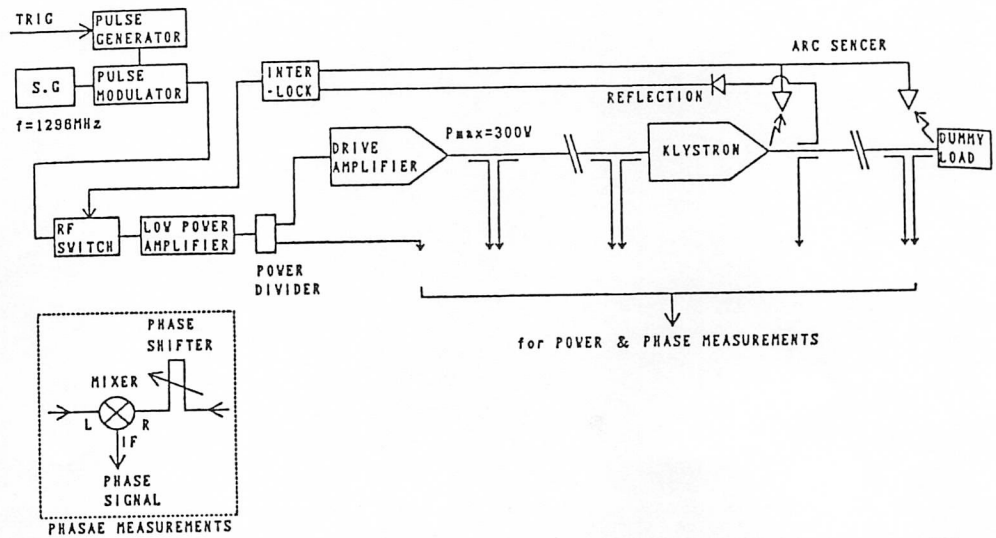 TRIG
PULSE
GENERATOR
S.G
PULSE
MODULATOR
f=1296MHz
INTER
-LOCK
ARC SENCER
REFLECTION
DRIVE
AMPLIFIER
Pmax=300W
KLYSTRON
DUMMY
LOAD
RF
SWITCH
LOW POWER
AMPLIFIER
POWER
DIVIDER
for POWER & PHASE MEASUREMENTS
PHASE
SHIFTER
MIXER
L
R
IF
PHASE
SIGNAL
PHASAE MEASUREMENTS